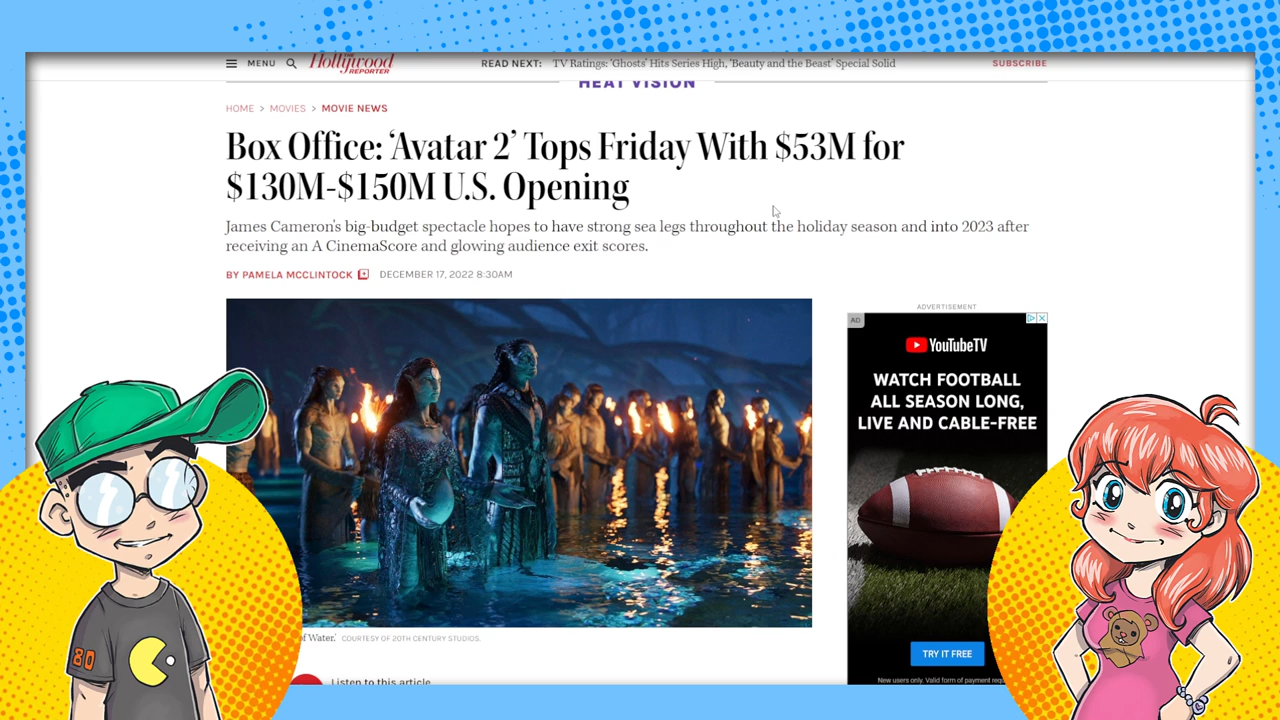 MENU
The Hollywood REPORTER
READ NEXT: TV Ratings: 'Ghosts' Hits Series High, 'Beauty and the Beast' Special Solid
SUBSCRIBE
HEAT VISION
HOME > MOVIES > MOVIE NEWS
Box Office: ‘Avatar 2’ Tops Friday With $53M for
$130M-$150M U.S. Opening
James Cameron's big-budget spectacle hopes to have strong sea legs throughout the holiday season and into 2023 after
receiving an A CinemaScore and glowing audience exit scores.
BY PAMELA MCCLINTOCK DECEMBER 17, 2022 8:30AM
ADVERTISEMENT
AD
YouTubeTV
WATCH FOOTBALL
ALL SEASON LONG,
LIVE AND CABLE-FREE
TRY IT FREE
New users only. Valid form of payment
of Water.' COURTESY OF 20TH CENTURY STUDIOS.
Listen to this article
80